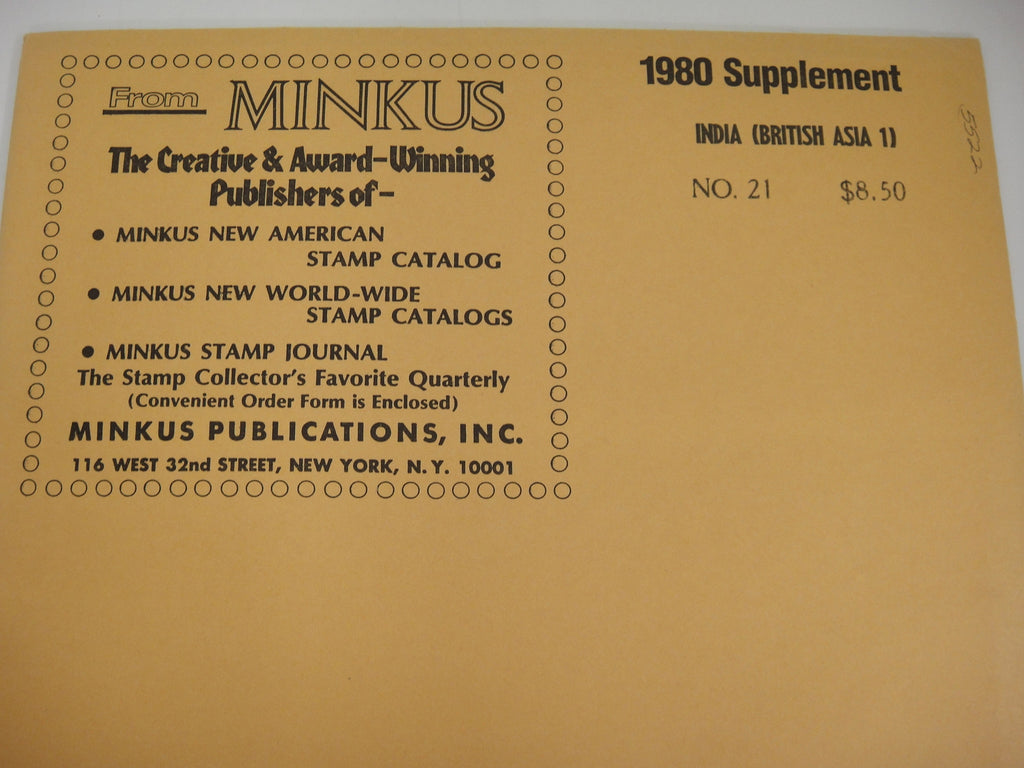 From MINKUS
The Creative & Award-Winning
Publishers of-
• MINKUS NEW AMERICAN
STAMP CATALOG
• MINKUS NEW WORLD-WIDE
STAMP CATALOGS
• MINKUS STAMP JOURNAL
The Stamp Collector's Favorite Quarterly
(Convenient Order Form is Enclosed)
MINKUS PUBLICATIONS, INC.
116 WEST 32nd STREET, NEW YORK, N.Y. 10001
1980 Supplement
INDIA (BRITISH ASIA 1)
NO. 21 $8.50
5522